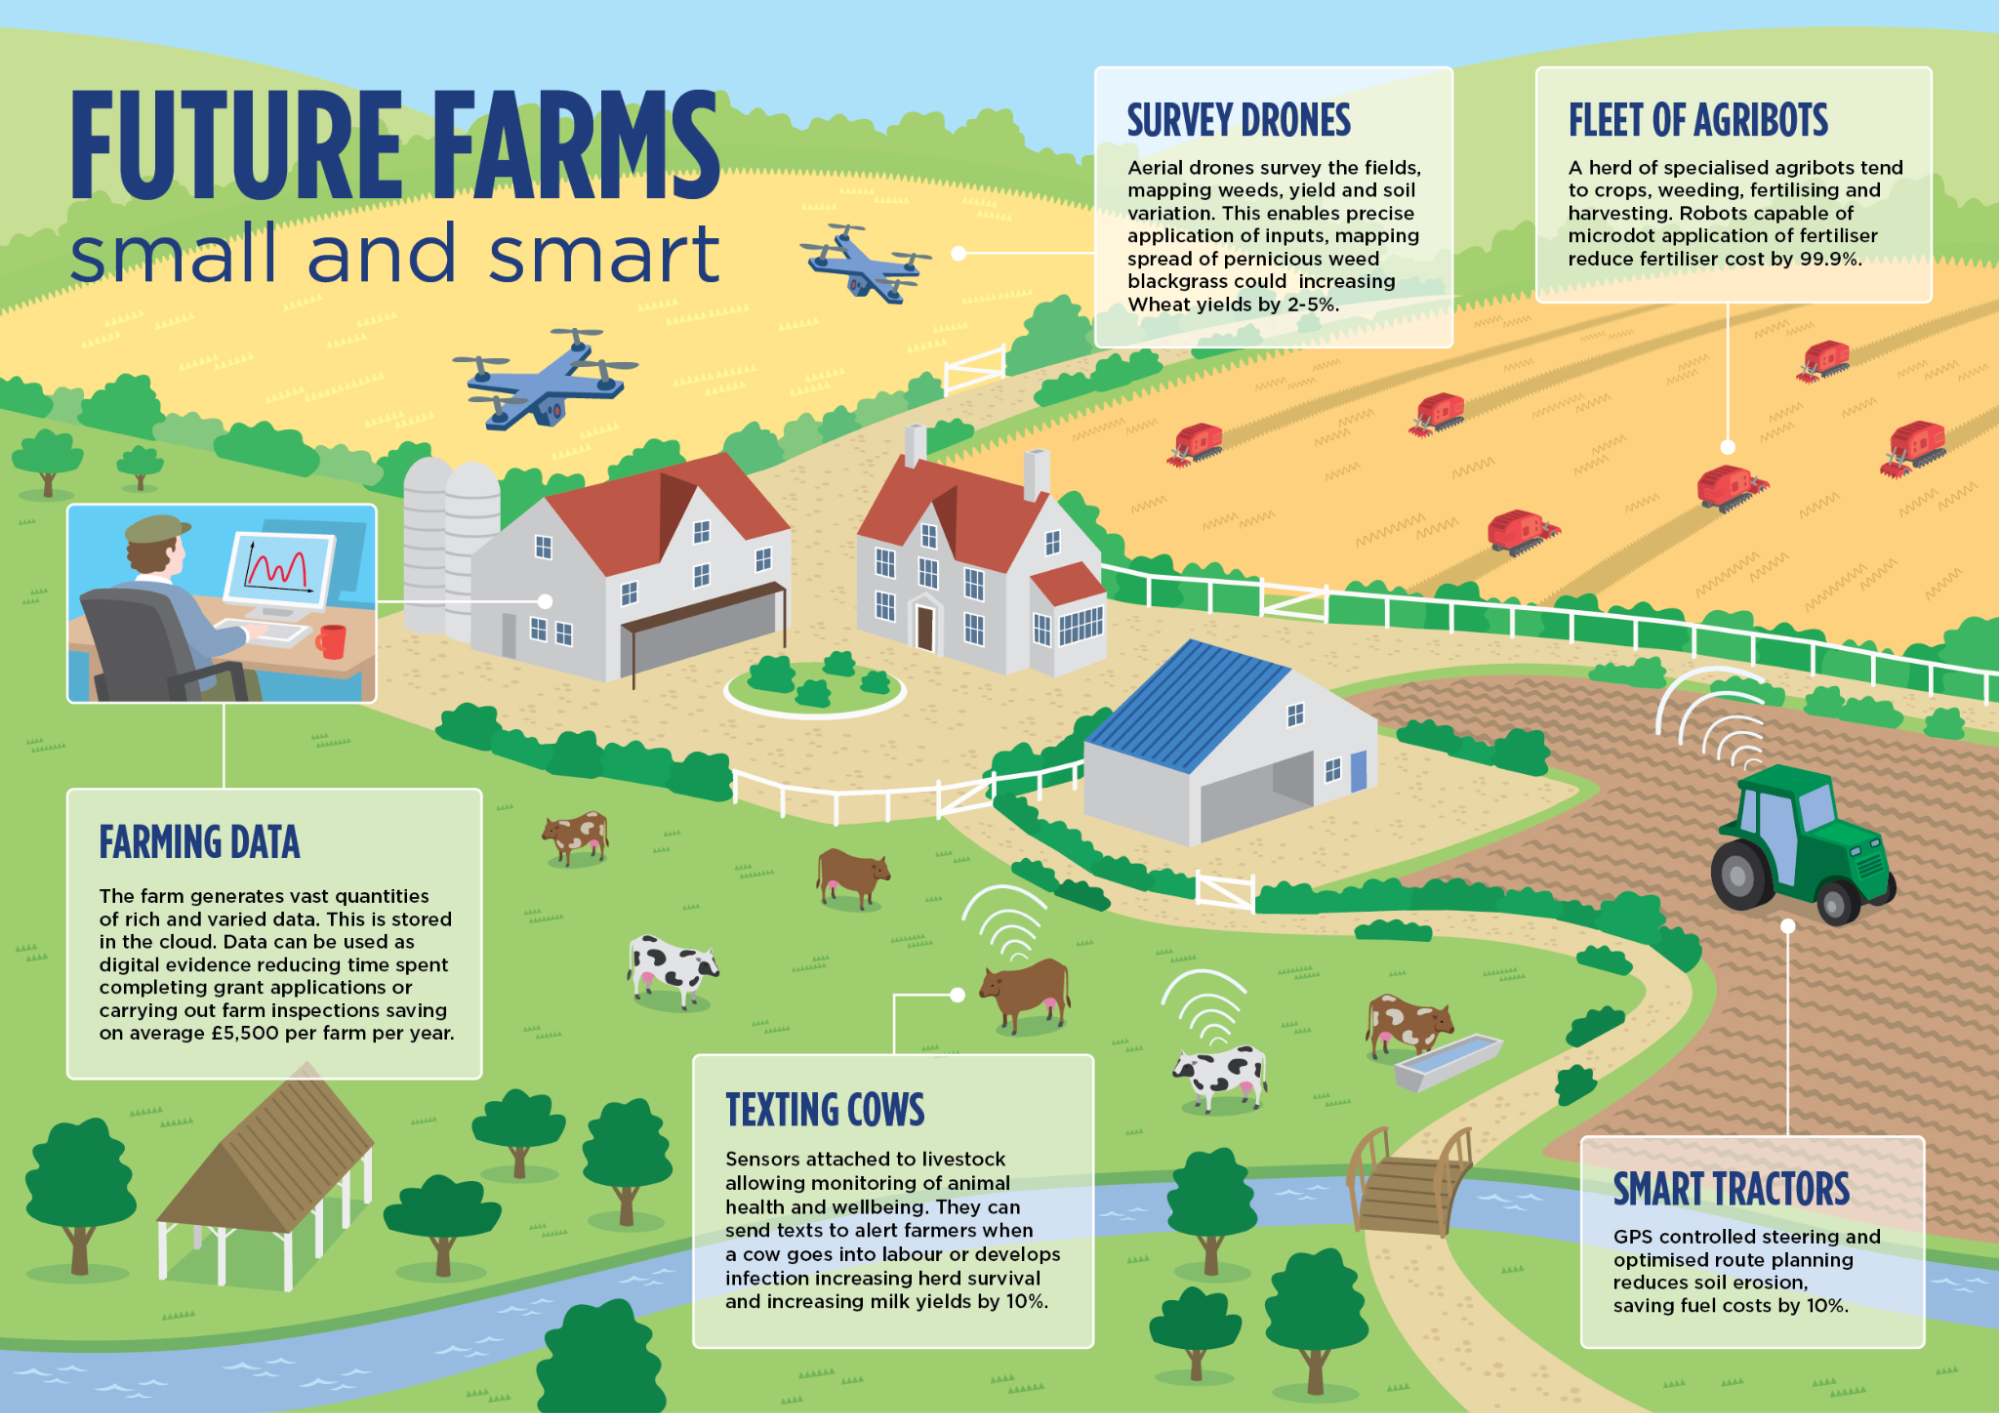 FUTURE FARMS
small and smart
SURVEY DRONES
Aerial drones survey the fields,
mapping weeds, yield and soil
variation. This enables precise
application of inputs, mapping
spread of pernicious weed
blackgrass could  increasing
Wheat yields by 2-5%.
FLEET OF AGRIBOTS
A herd of specialised agribots tend
to crops, weeding, fertilising and
harvesting. Robots capable of
microdot application of fertiliser
reduce fertiliser cost by 99.9%.
FARMING DATA
The farm generates vast quantities
of rich and varied data. This is stored
in the cloud. Data can be used as
digital evidence reducing time spent
completing grant applications or
carrying out farm inspections saving
on average £5,500 per farm per year.
TEXTING COWS
Sensors attached to livestock
allowing monitoring of animal
health and wellbeing. They can
send texts to alert farmers when
a cow goes into labour or develops
infection increasing herd survival
and increasing milk yields by 10%.
SMART TRACTORS
GPS controlled steering and
optimised route planning
reduces soil erosion,
saving fuel costs by 10%.